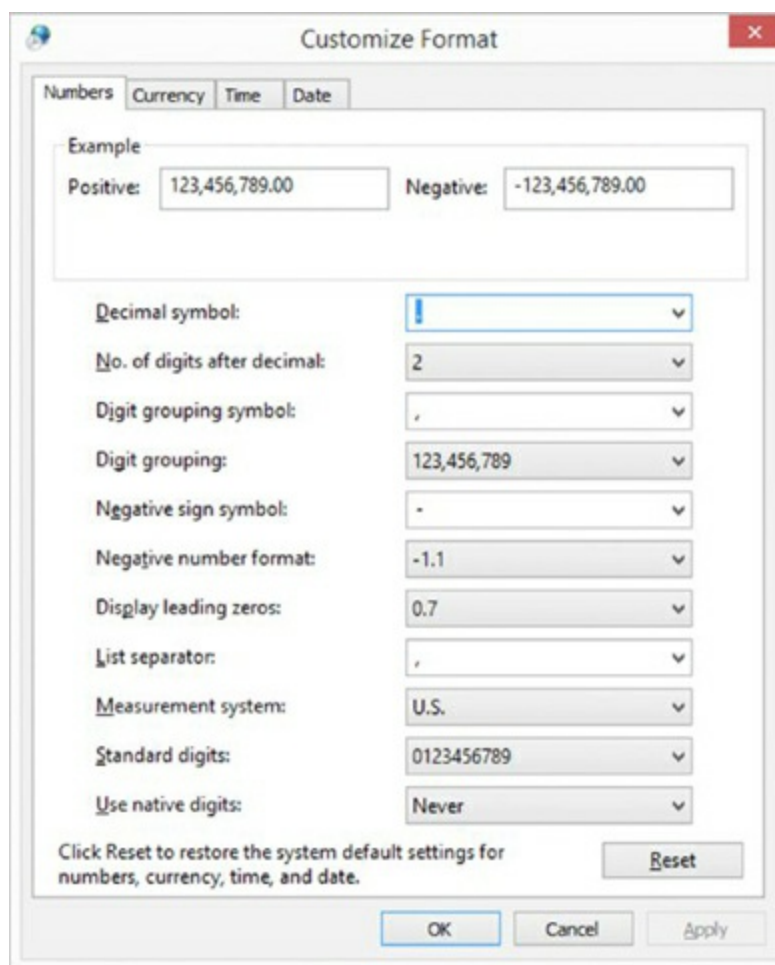 Customize Format
Numbers Currency Time Date
Example
Positive: 123,456,789.00 Negative: -123,456,789.00
Decimal symbol: .
No. of digits after decimal: 2
Digit grouping symbol: ,
Digit grouping: 123,456,789
Negative sign symbol: -
Negative number format: -1.1
Display leading zeros: 0.7
List separator: ,
Measurement system: U.S.
Standard digits: 0123456789
Use native digits: Never
Click Reset to restore the system default settings for
numbers, currency, time, and date.
Reset
OK Cancel Apply